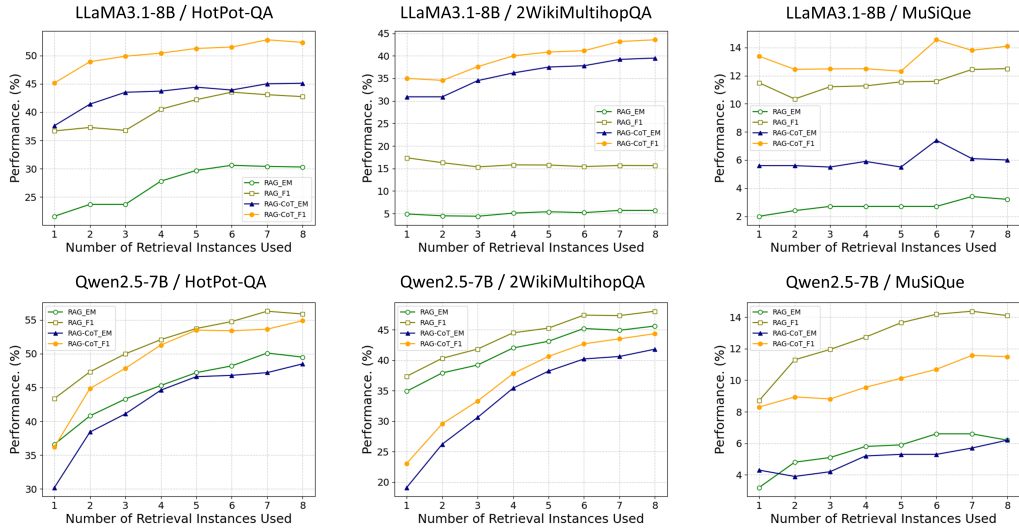 LLaMA3.1-8B / HotPot-QA
Performance. (%)
50
45
40
35
30
25
RAG_EM
RAG_F1
RAG-CoT_EM
RAG-CoT_F1
1 2 3 4 5 6 7 8
Number of Retrieval Instances Used
LLaMA3.1-8B / 2WikiMultihopQA
Performance. (%)
45
40
35
30
25
20
15
10
5
RAG_EM
RAG_F1
RAG-CoT_EM
RAG-CoT_F1
1 2 3 4 5 6 7 8
Number of Retrieval Instances Used
LLaMA3.1-8B / MuSiQue
Performance. (%)
14
12
10
8
6
4
2
RAG_EM
RAG_F1
RAG-CoT_EM
RAG-CoT_F1
1 2 3 4 5 6 7 8
Number of Retrieval Instances Used
Qwen2.5-7B / HotPot-QA
Performance. (%)
55
50
45
40
35
30
RAG_EM
RAG_F1
RAG-CoT_EM
RAG-CoT_F1
1 2 3 4 5 6 7 8
Number of Retrieval Instances Used
Qwen2.5-7B / 2WikiMultihopQA
Performance. (%)
45
40
35
30
25
20
RAG_EM
RAG_F1
RAG-CoT_EM
RAG-CoT_F1
1 2 3 4 5 6 7 8
Number of Retrieval Instances Used
Qwen2.5-7B / MuSiQue
Performance. (%)
14
12
10
8
6
4
RAG_EM
RAG_F1
RAG-CoT_EM
RAG-CoT_F1
1 2 3 4 5 6 7 8
Number of Retrieval Instances Used